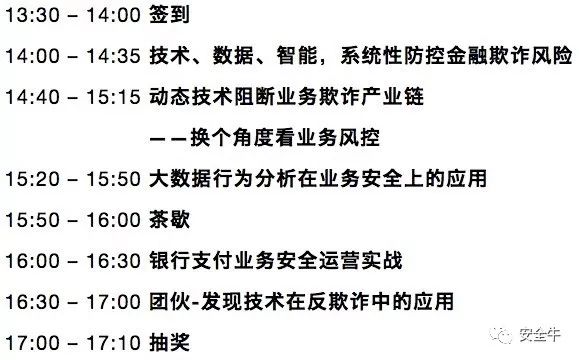 13:30 – 14:00 签到
14:00 – 14:35 技术、数据、智能，系统性防控金融欺诈风险
14:40 – 15:15 动态技术阻断业务欺诈产业链
——换个角度看业务风控
15:20 – 15:50 大数据行为分析在业务安全上的应用
15:50 – 16:00 茶歇
16:00 – 16:30 银行支付业务安全运营实战
16:30 – 17:00 团伙-发现技术在反欺诈中的应用
17:00 – 17:10 抽奖
安全牛